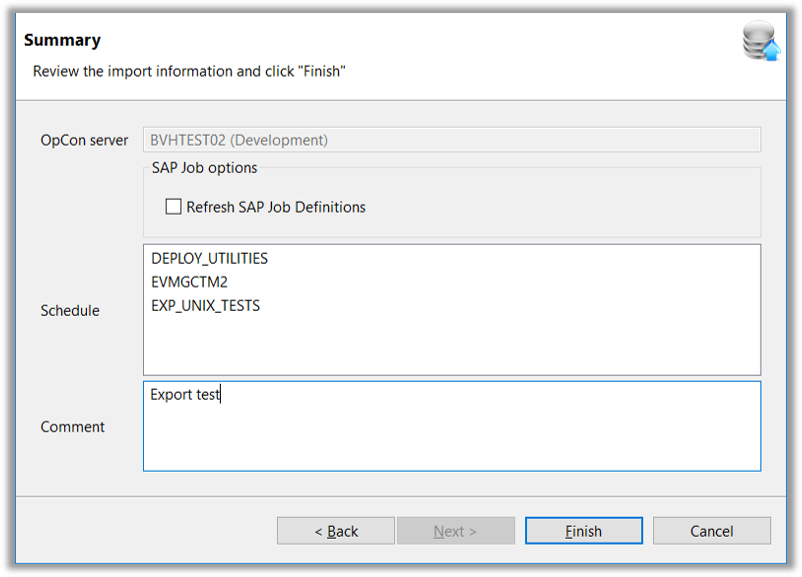 Summary
Review the import information and click "Finish"
OpCon server
BVHTEST02 (Development)
SAP Job options
Refresh SAP Job Definitions
Schedule
DEPLOY_UTILITIES
EVMGCTM2
EXP_UNIX_TESTS
Comment
Export test
< Back
Next >
Finish
Cancel